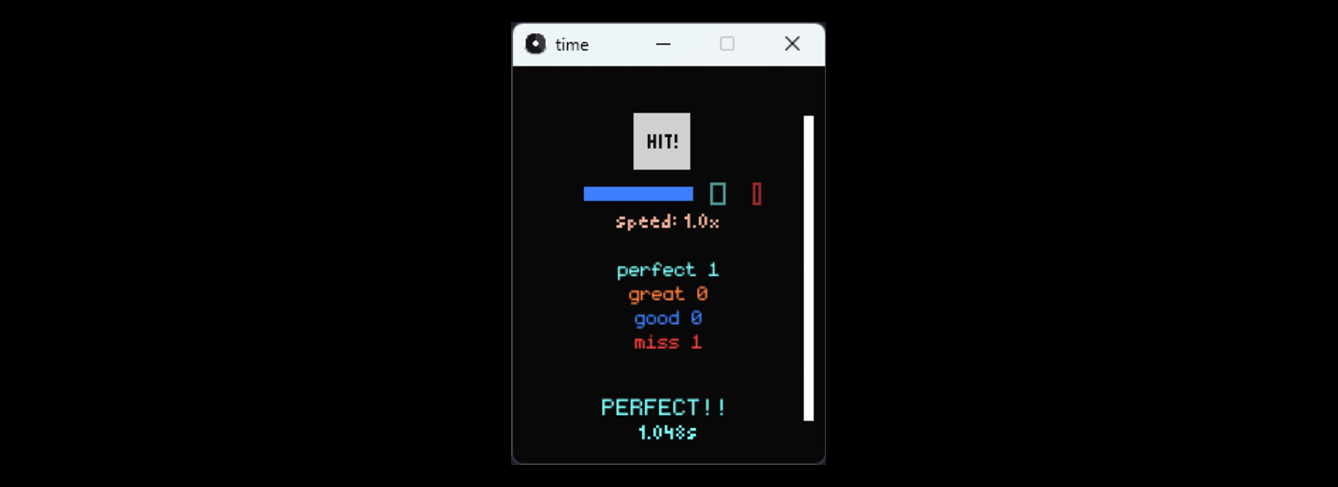 time
HIT!
speed: 1.0x
perfect 1
great 0
good 0
miss 1
PERFECT!!
1.048s